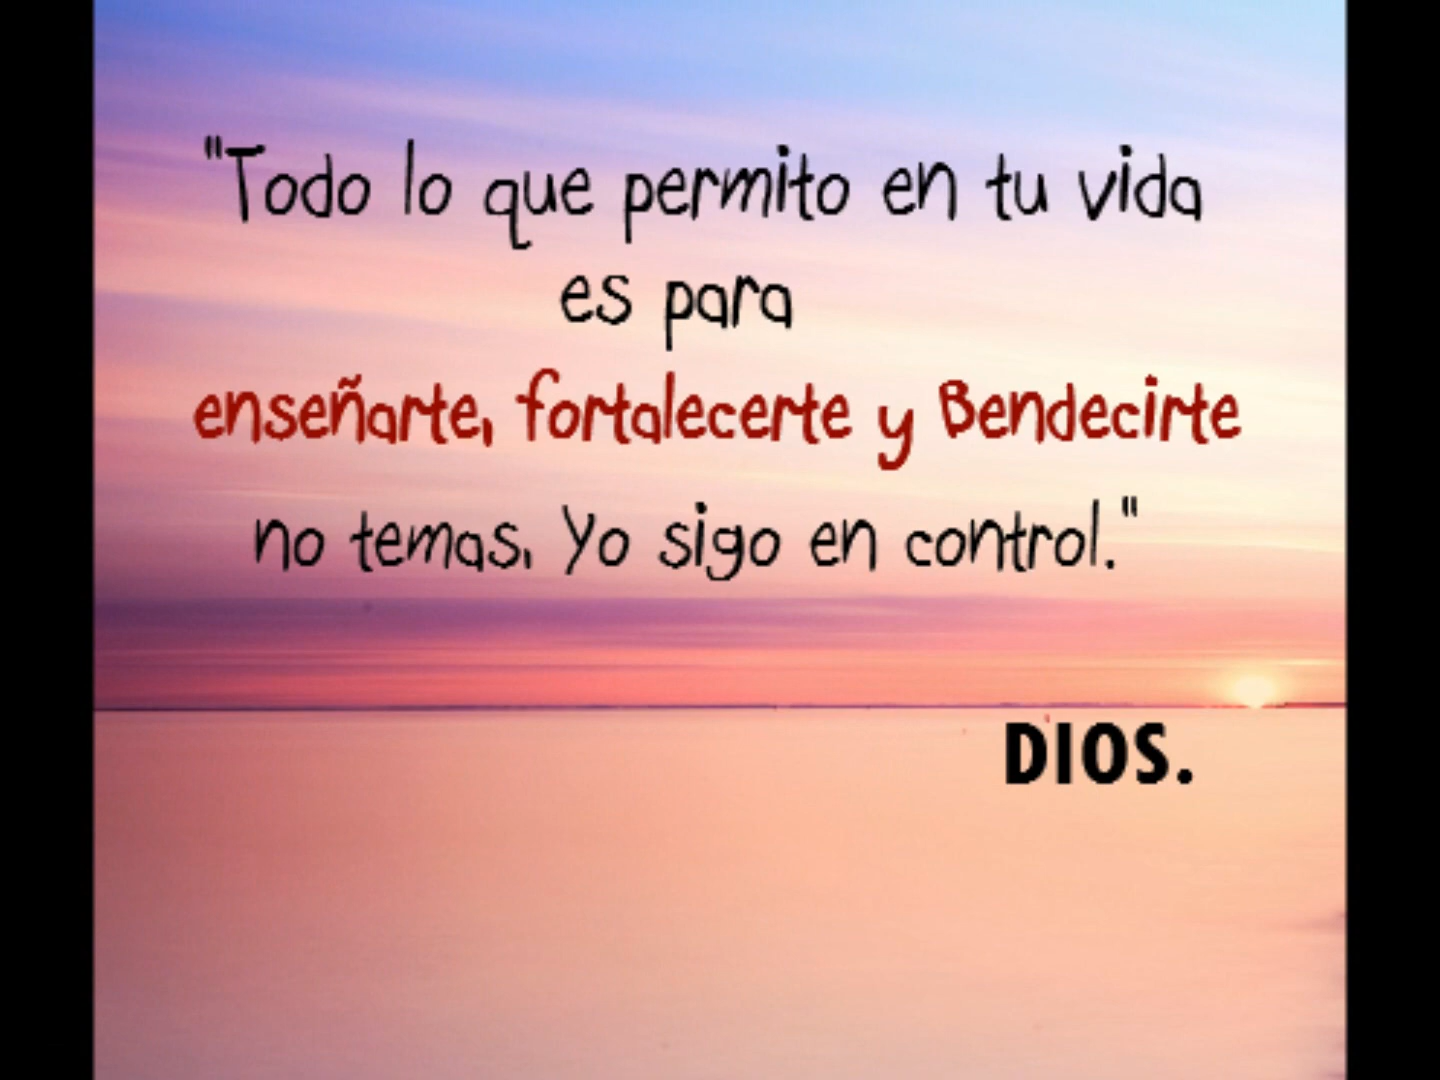 "Todo lo que permito en tu vida
es para
enseñarte, fortalecerte y Bendecirte
no temas, Yo sigo en control."
DIOS.